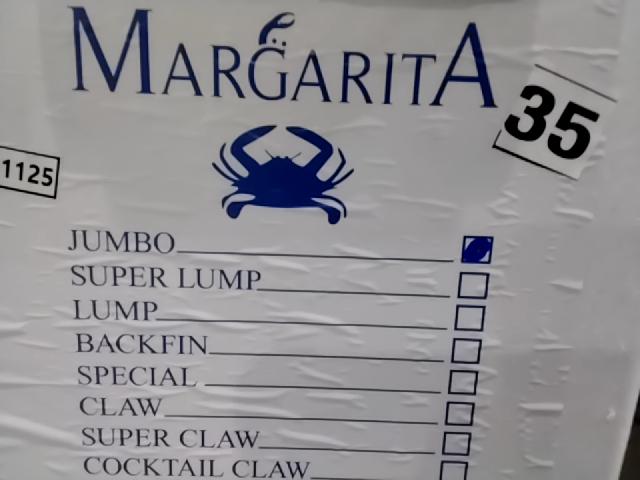 MARGARITA
35
1125
JUMBO
SUPER LUMP
LUMP
BACKFIN
SPECIAL
CLAW
SUPER CLAW
COCKTAIL CLAW